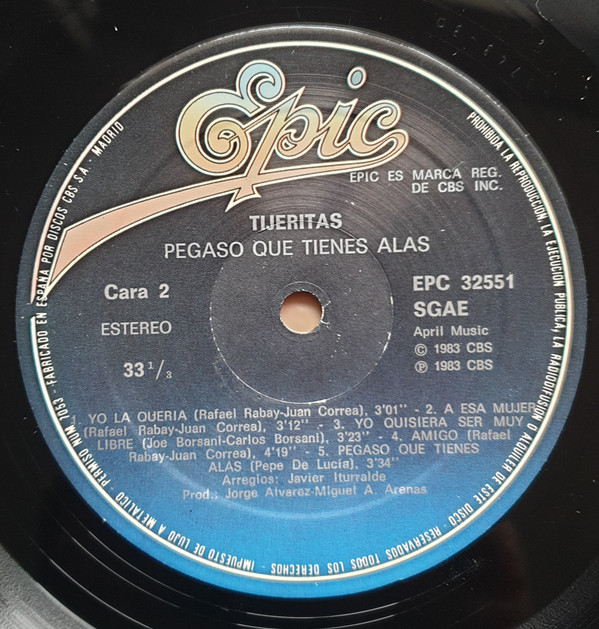 Epic
EPIC ES MARCA REG.
DE CBS INC.
TIJERITAS
PEGASO QUE TIENES ALAS
Cara 2
ESTEREO
33 1/3
EPC 32551
SGAE
April Music
© 1983 CBS
℗ 1983 CBS
1. YO LA QUERIA (Rafael Rabay-Juan Correa), 3'01'' - 2. A ESA MUJER
(Rafael Rabay-Juan Correa), 3'12'' - 3. YO QUISIERA SER MUY
LIBRE (Joe Borsani-Carlos Borsani), 3'23'' - 4. AMIGO (Rafael
Rabay-Juan Correa), 4'19'' - 5. PEGASO QUE TIENES
ALAS (Pepe De Lucia), 3'34''
Arreglos: Javier Iturralde
Prod.: Jorge Alvarez-Miguel A. Arenas
PERMISO NUM. 7053 - FABRICADO EN ESPAÑA POR DISCOS CBS S.A. - MADRID
PROHIBIDA LA REPRODUCCION, LA EJECUCION PUBLICA, LA RADIODIFUSION O ALQUILER DE ESTE DISCO - RESERVADOS TODOS LOS DERECHOS - IMPUESTO DE LUJO A METALICO -